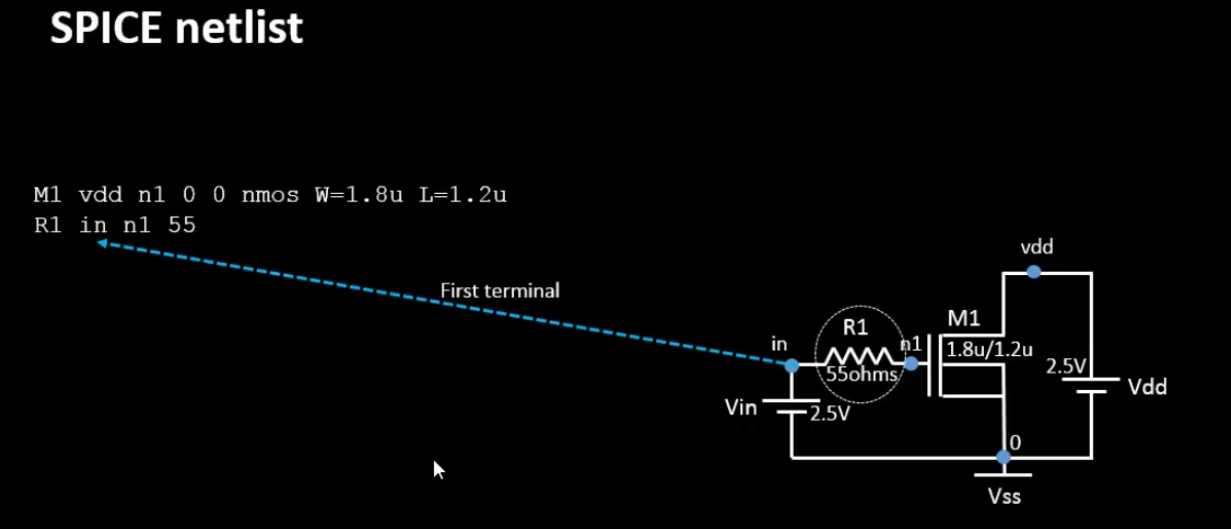 SPICE netlist
M1 vdd n1 0 0 nmos W=1.8u L=1.2u
R1 in n1 55
First terminal
vdd
M1
R1
in
n1
1.8u/1.2u
55ohms
2.5V
Vdd
Vin
2.5V
0
Vss